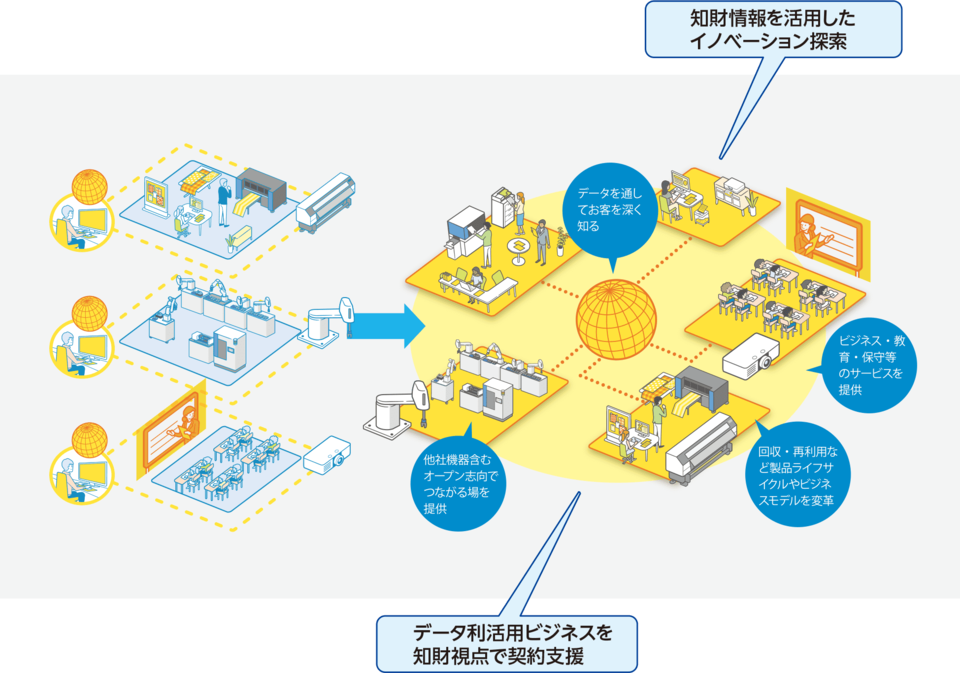 知財情報を活用した
イノベーション探索
データを通し
てお客を深く
知る
ビジネス・教
育・保守等
のサービスを
提供
他社機器含む
オープン志向で
つながる場を
提供
回収・再利用な
ど製品ライフサ
イクルやビジネ
スモデルを変革
データ利活用ビジネスを
知財視点で契約支援